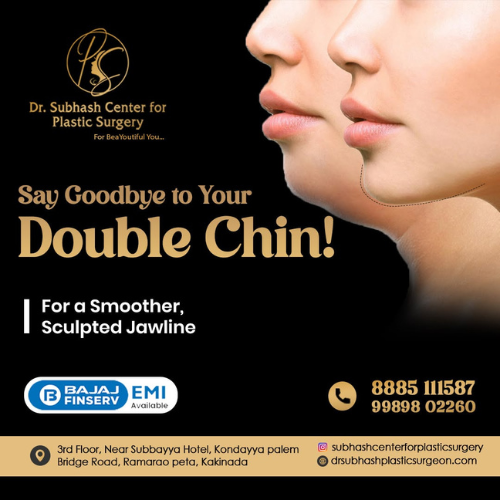 PS
Dr. Subhash Center for
Plastic Surgery
For BeaYoutiful You...
Say Goodbye to Your
Double Chin!
For a Smoother,
Sculpted Jawline
B BAJAJ
FINSERV
EMI
Available
8885 111587
99898 02260
3rd Floor, Near Subbayya Hotel, Kondayya palem
Bridge Road, Ramarao peta, Kakinada
subhashcenterforplasticsurgery
drsubhashplasticsurgeon.com